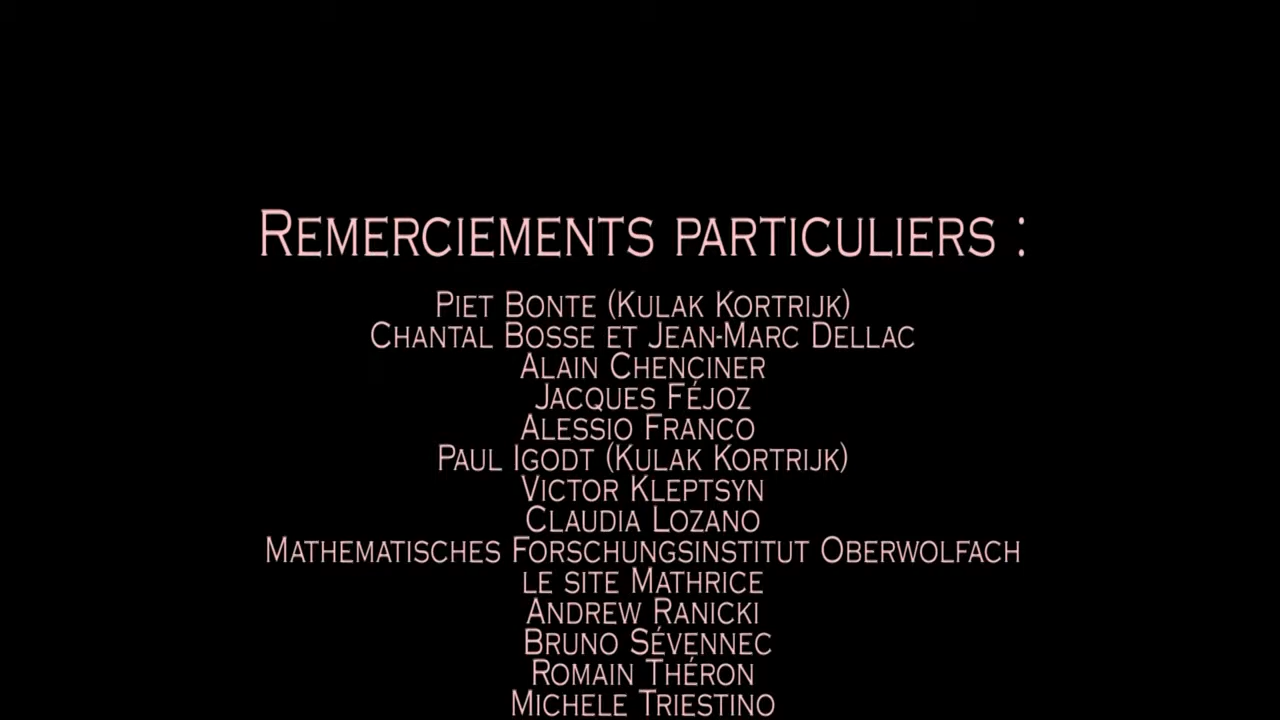 Remerciements particuliers :
Piet Bonte (Kulak Kortrijk)
Chantal Bosse et Jean-Marc Dellac
Alain Chenciner
Jacques Féjoz
Alessio Franco
Paul Igodt (Kulak Kortrijk)
Victor Kleptsyn
Claudia Lozano
Mathematisches Forschungsinstitut Oberwolfach
le site Mathrice
Andrew Ranicki
Bruno Sévennec
Romain Théron
Michele Triestino